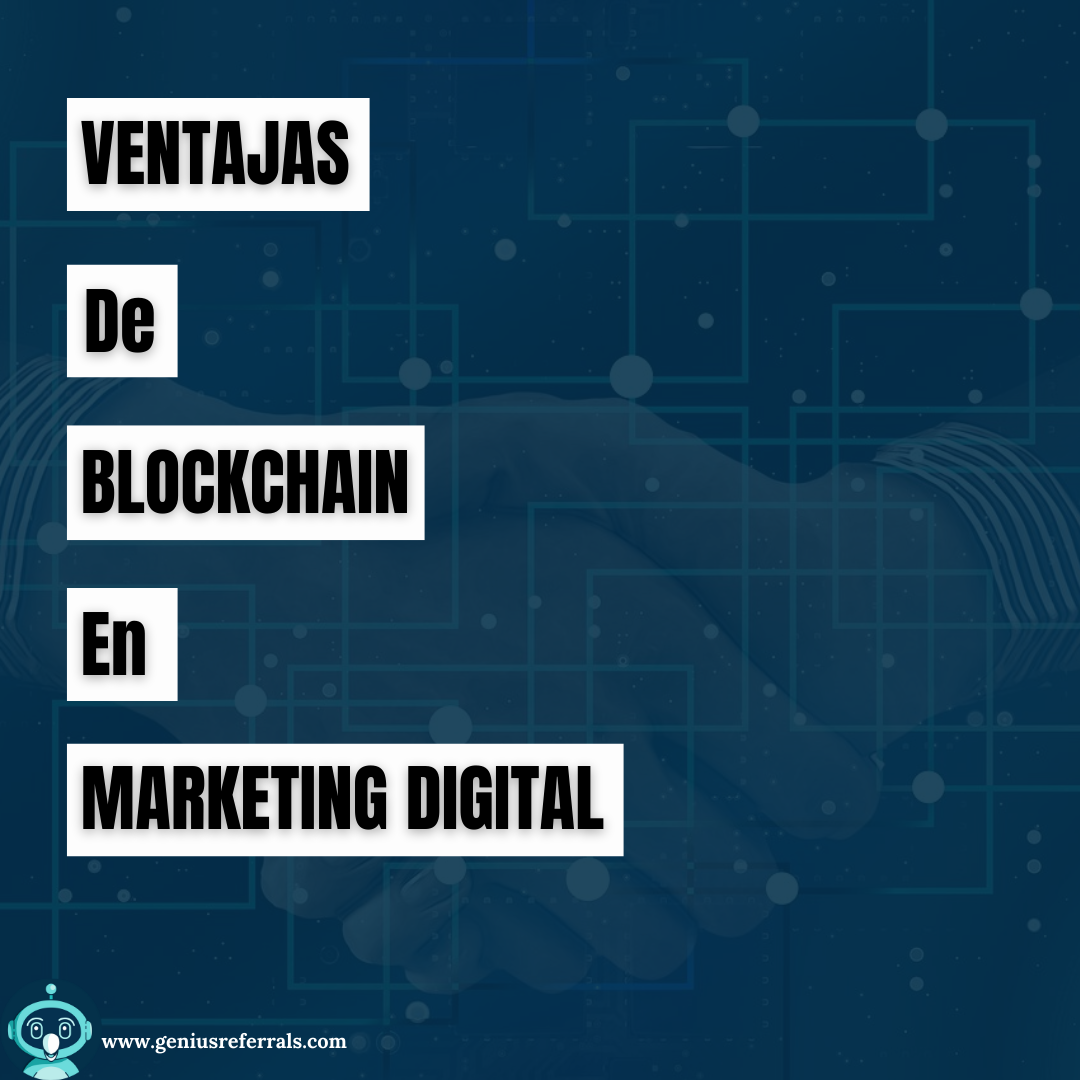 VENTAJAS
De
BLOCKCHAIN
En
MARKETING DIGITAL
www.geniusreferrals.com